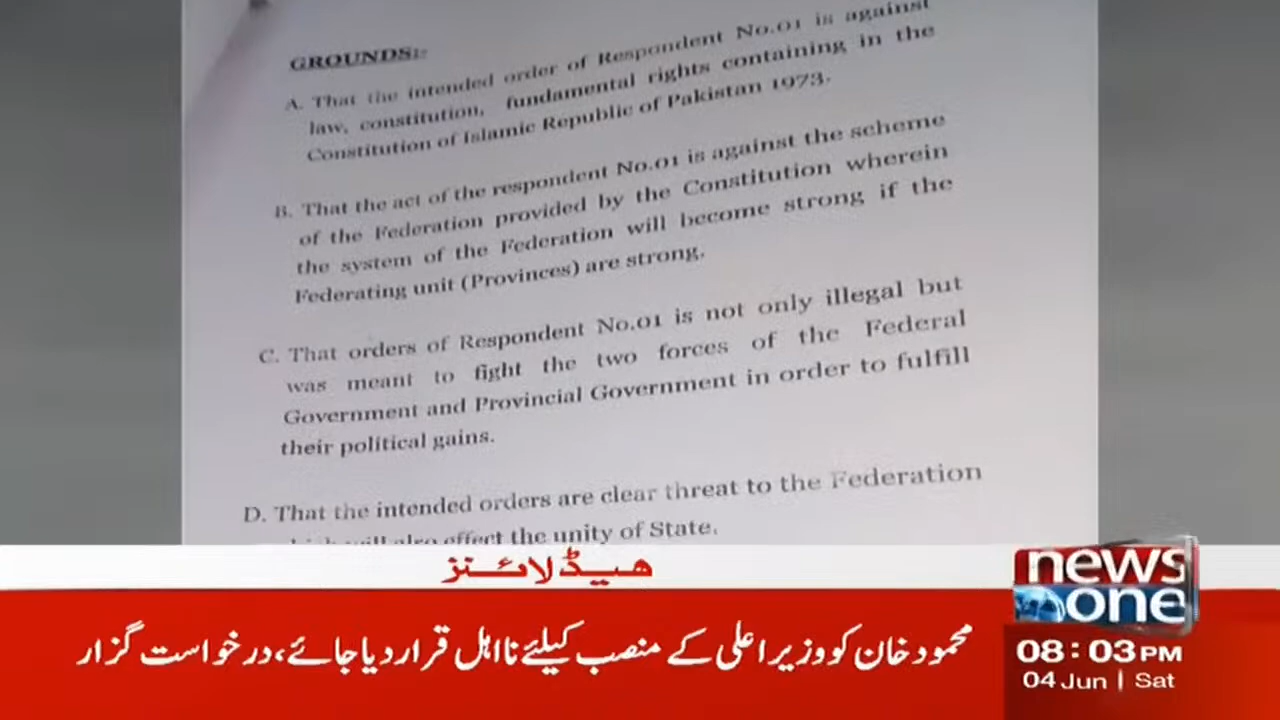 GROUNDS:-
A. That the intended order of Respondent No.01 is against
law, constitution, fundamental rights containing in the
Constitution of Islamic Republic of Pakistan 1973.
B. That the act of the respondent No.01 is against the scheme
of the Federation provided by the Constitution wherein
the system of the Federation will become strong if the
Federating unit (Provinces) are strong.
C. That orders of Respondent No.01 is not only illegal but
was meant to fight the two forces of the Federal
Government and Provincial Government in order to fulfill
their political gains.
D. That the intended orders are clear threat to the Federation
will also effect the unity of State.
ہیڈلائنز
محمود خان کو وزیر اعلی کے منصب کیلئے نااہل قرار دیا جائے، درخواست گزار
news
one
08:03 PM
04 Jun | Sat